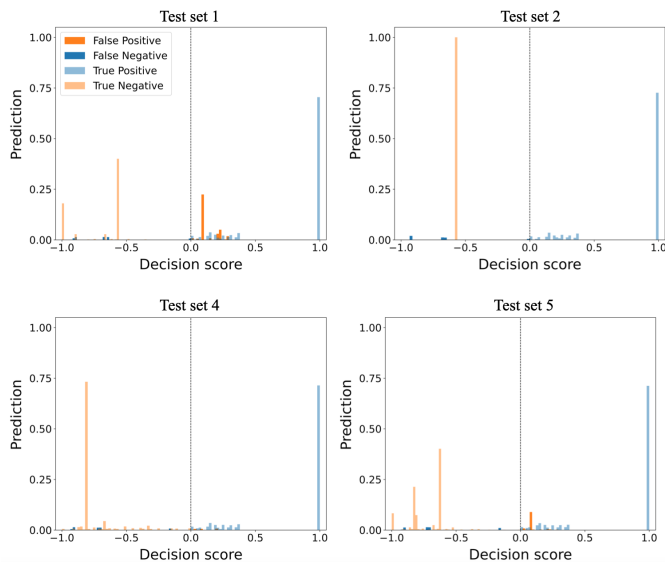 Test set 1
Test set 2
1.00
0.75
0.50
0.25
0.00
Prediction
False Positive
False Negative
True Positive
True Negative
−1.0
−0.5
0.0
0.5
1.0
Decision score
1.00
0.75
0.50
0.25
0.00
Prediction
−1.0
−0.5
0.0
0.5
1.0
Decision score
Test set 4
Test set 5
1.00
0.75
0.50
0.25
0.00
Prediction
−1.0
−0.5
0.0
0.5
1.0
Decision score
1.00
0.75
0.50
0.25
0.00
Prediction
−1.0
−0.5
0.0
0.5
1.0
Decision score